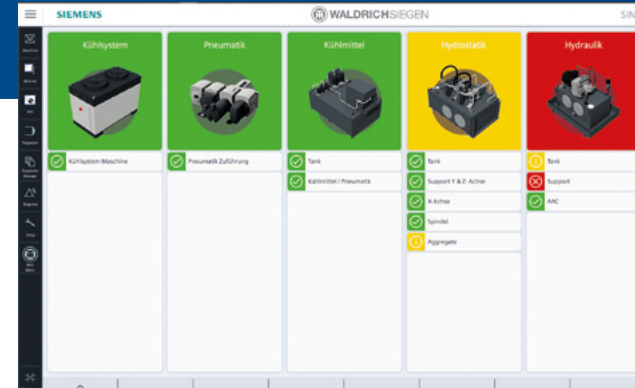 SIEMENS
WALDRICHSIEGEN
SIN
Kühlsystem
Pneumatik
Kühlmittel
Hydrostatik
Hydraulik
Kühlsystem Maschine
Pneumatik Zuführung
Tank
Kühlmittel / Pneumatik
Tank
Support Y & Z- Achse
X-Achse
Spindel
Aggregate
Tank
Support
AAC